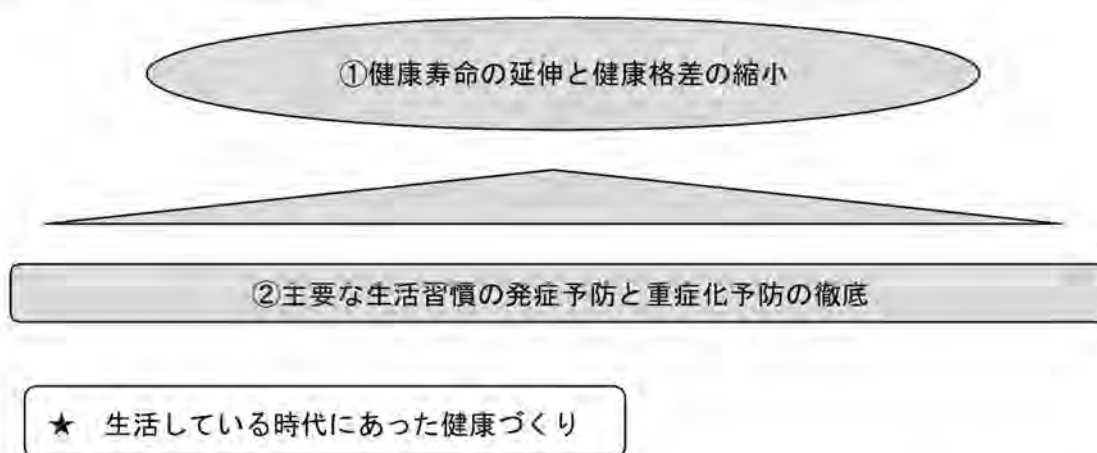 ①健康寿命の延伸と健康格差の縮小
②主要な生活習慣の発症予防と重症化予防の徹底
★ 生活している時代にあった健康づくり